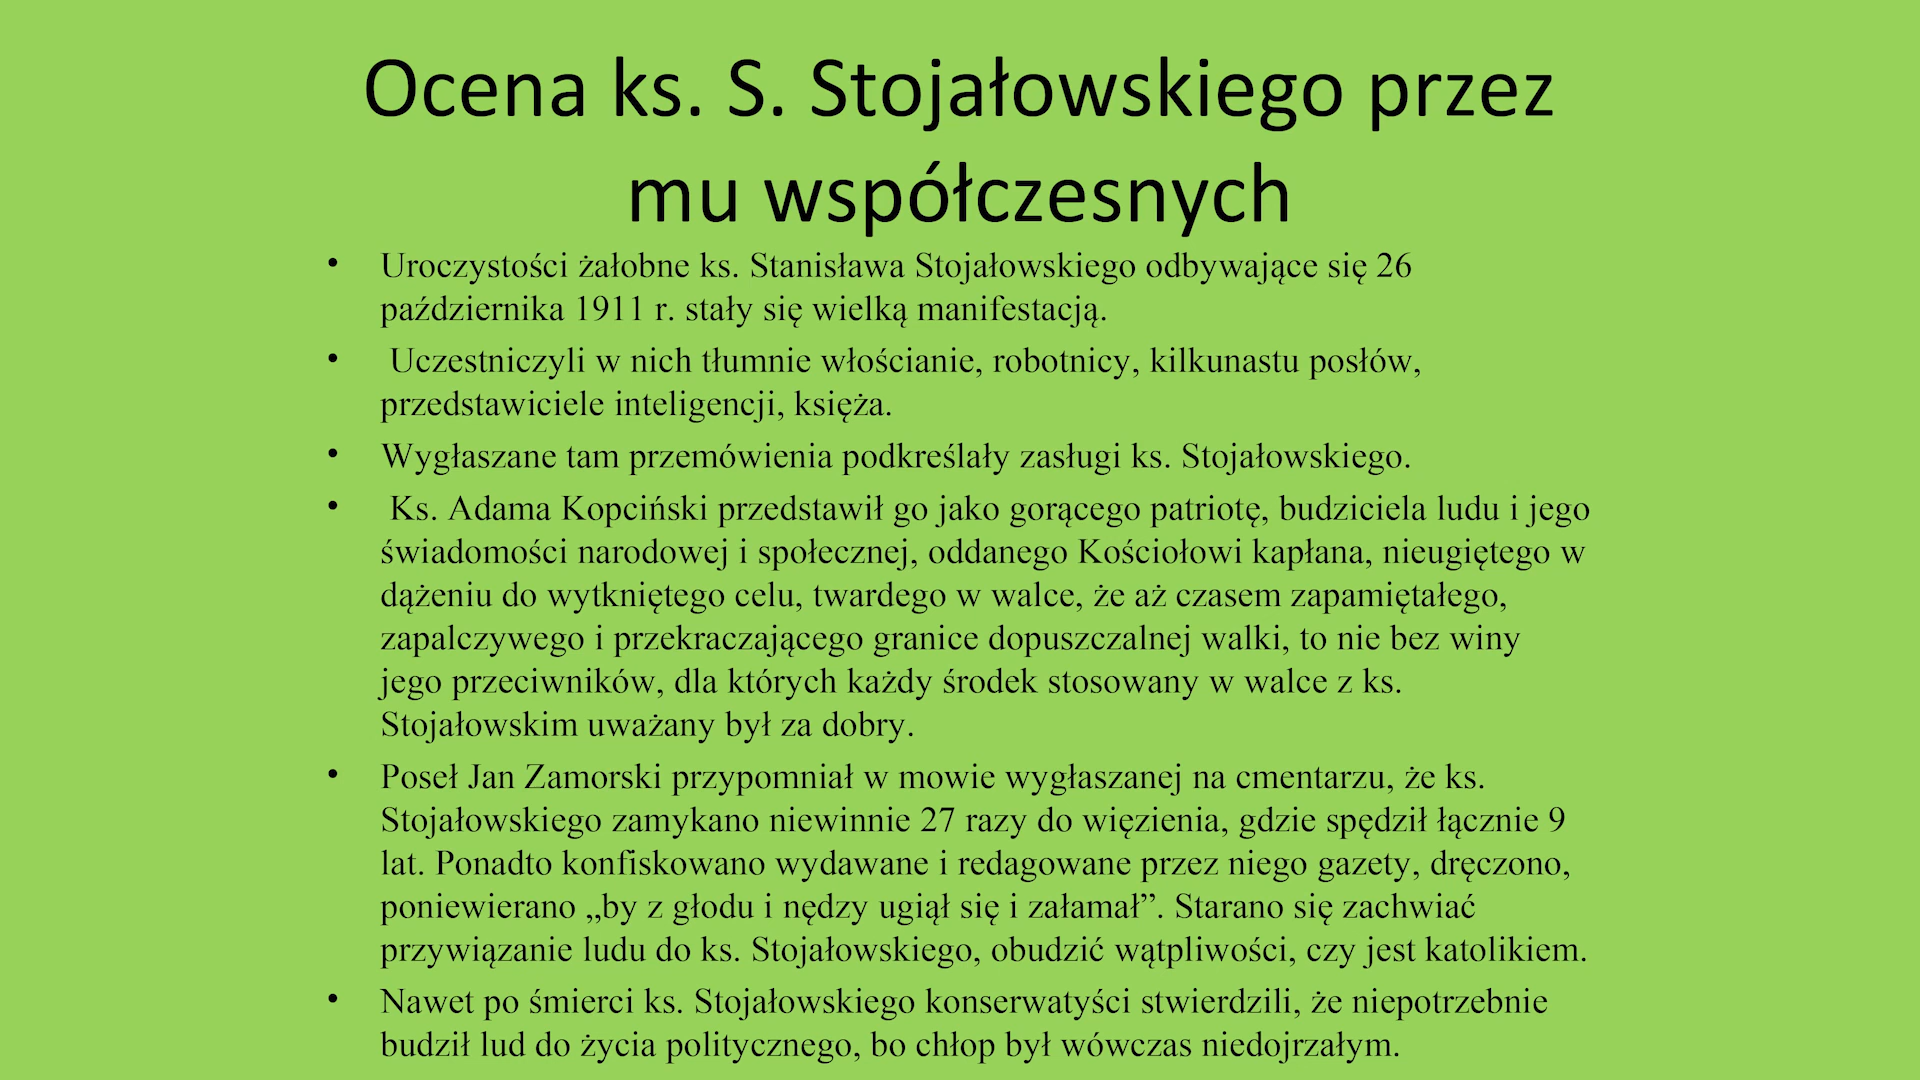 Ocena ks. S. Stojałowskiego przez
mu współczesnych
• Uroczystości żałobne ks. Stanisława Stojałowskiego odbywające się 26
października 1911 r. stały się wielką manifestacją.
• Uczestniczyli w nich tłumnie włościanie, robotnicy, kilkunastu posłów,
przedstawiciele inteligencji, księża.
• Wygłaszane tam przemówienia podkreślały zasługi ks. Stojałowskiego.
• Ks. Adama Kopciński przedstawił go jako gorącego patriotę, budziciela ludu i jego
świadomości narodowej i społecznej, oddanego Kościołowi kapłana, nieugiętego w
dążeniu do wytkniętego celu, twardego w walce, że aż czasem zapamiętałego,
zapalczywego i przekraczającego granice dopuszczalnej walki, to nie bez winy
jego przeciwników, dla których każdy środek stosowany w walce z ks.
Stojałowskim uważany był za dobry.
• Poseł Jan Zamorski przypomniał w mowie wygłaszanej na cmentarzu, że ks.
Stojałowskiego zamykano niewinnie 27 razy do więzienia, gdzie spędził łącznie 9
lat. Ponadto konfiskowano wydawane i redagowane przez niego gazety, dręczono,
poniewierano „by z głodu i nędzy ugiął się i załamał”. Starano się zachwiać
przywiązanie ludu do ks. Stojałowskiego, obudzić wątpliwości, czy jest katolikiem.
• Nawet po śmierci ks. Stojałowskiego konserwatyści stwierdzili, że niepotrzebnie
budził lud do życia politycznego, bo chłop był wówczas niedojrzałym.